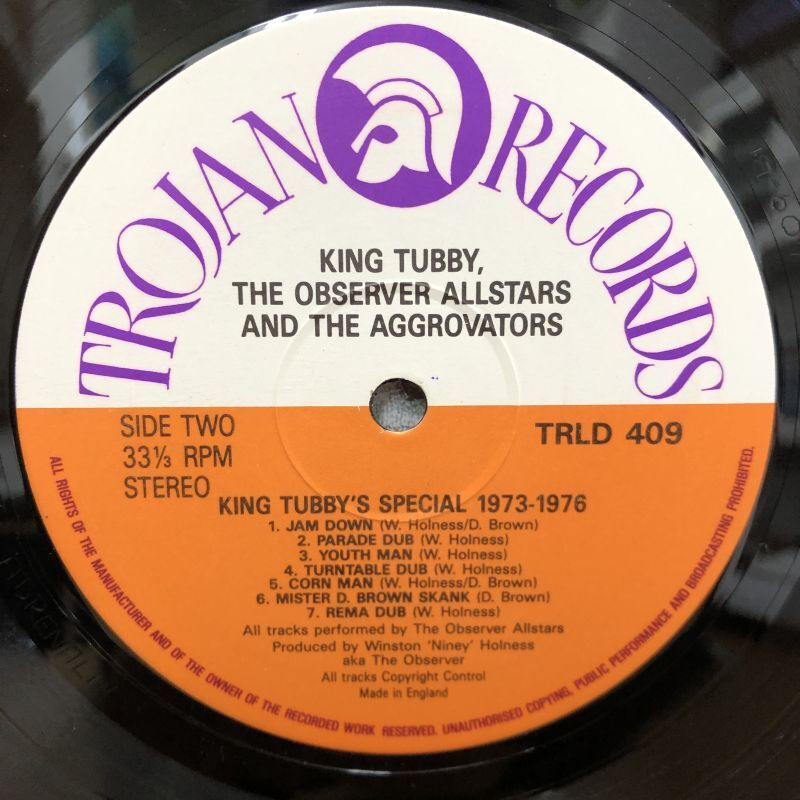 TROJAN RECORDS
KING TUBBY,
THE OBSERVER ALLSTARS
AND THE AGGROVATORS
SIDE TWO
33⅓ RPM
STEREO
TRLD 409
KING TUBBY'S SPECIAL 1973-1976
1. JAM DOWN (W. Holness/D. Brown)
2. PARADE DUB (W. Holness)
3. YOUTH MAN (W. Holness)
4. TURNTABLE DUB (W. Holness)
5. CORN MAN (W. Holness/D. Brown)
6. MISTER D. BROWN SKANK (D. Brown)
7. REMA DUB (W. Holness)
All tracks performed by The Observer Allstars
Produced by Winston 'Niney' Holness
aka The Observer
All tracks Copyright Control
Made in England
ALL RIGHTS OF THE MANUFACTURER AND OF THE OWNER OF THE RECORDED WORK RESERVED. UNAUTHORISED COPYING, PUBLIC PERFORMANCE AND BROADCASTING PROHIBITED.